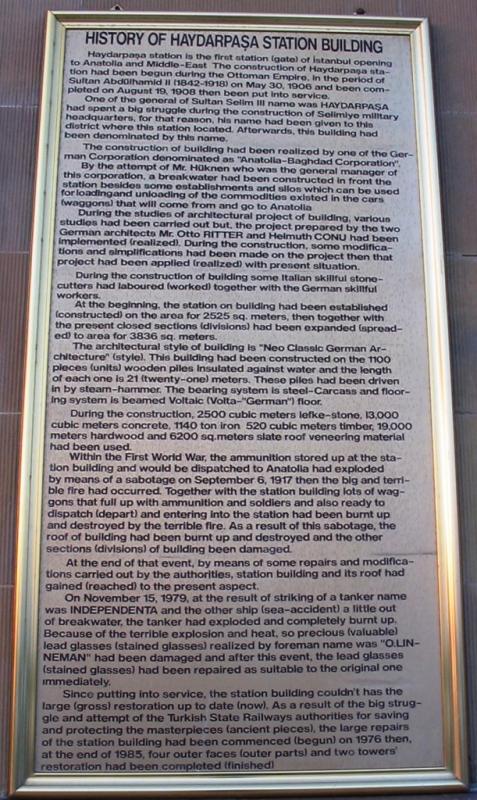 HISTORY OF HAYDARPAŞA STATION BUILDING
Haydarpaşa station is the first station (gate) of İstanbul opening
to Anatolia and Middle-East The construction of Haydarpaşa sta-
tion had been begun during the Ottoman Empire, in the period of
Sultan Abdülhamid II (1842-1918) on May 30, 1906 and been com-
pleted on August 19, 1908 then been put into service.
One of the general of Sultan Selim III name was HAYDARPAŞA
had spent a big struggle during the construction of Selimiye military
headquarters, for that reason, his name had been given to this
district where this station located. Afterwards, this building had
been denominated by this name.
The construction of building had been realized by one of the Ger-
man Corporation denominated as "Anatolia-Baghdad Corporation".
By the attempt of Mr. Hüknen who was the general manager of
this corporation, a breakwater had been constructed in front the
station besides some establishments and silos which can be used
for loadingand unloading of the commodities existed in the cars
(waggons) that will come from and go to Anatolia
During the studies of architectural project of building, various
studies had been carried out but, the project prepared by the two
German architects Mr. Otto RITTER and Helmuth CONU had been
implemented (realized). During the construction, some modifica-
tions and simplifications had been made on the project then that
project had been applied (realized) with present situation.
During the construction of building some Italian skillful stone-
cutters had laboured (worked) together with the German skillful
workers.
At the beginning, the station on building had been established
(constructed) on the area for 2525 sq. meters, then together with
the present closed sections (divisions) had been expanded (spread-
ed) to area for 3836 sq. meters.
The architectural style of building is "Neo Classic German Ar-
chitecture" (style). This building had been constructed on the 1100
pieces (units) wooden piles insulated against water and the length
of each one is 21 (twenty-one) meters. These piles had been driven
in by steam-hammer. The bearing system is steel-Carcass and floor-
ing system is beamed Voltaic (Volta-"German") floor.
During the construction, 2500 cubic meters lefke-stone, 13,000
cubic meters concrete, 1140 ton iron 520 cubic meters timber, 19,000
meters hardwood and 6200 sq.meters slate roof veneering material
had been used.
Within the First World War, the ammunition stored up at the sta-
tion building and would be dispatched to Anatolia had exploded
by means of a sabotage on September 6, 1917 then the big and terri-
ble fire had occurred. Together with the station building lots of wag-
gons that full up with ammunition and soldiers and also ready to
dispatch (depart) and entering into the station had been burnt up
and destroyed by the terrible fire. As a result of this sabotage, the
roof of building had been burnt up and destroyed and the other
sections (divisions) of building been damaged.
At the end of that event, by means of some repairs and modifica-
tions carried out by the authorities, station building and its roof had
gained (reached) to the present aspect.
On November 15, 1979, at the result of striking of a tanker name
was INDEPENDENTA and the other ship (sea-accident) a little out
of breakwater, the tanker had exploded and completely burnt up.
Because of the terrible explosion and heat, so precious (valuable)
lead glasses (stained glasses) realized by foreman name was "O.LIN-
NEMAN" had been damaged and after this event, the lead glasses
(stained glasses) had been repaired as suitable to the original one
immediately.
Since putting into service, the station building couldn't has the
large (gross) restoration up to date (now). As a result of the big strug-
gle and attempt of the Turkish State Railways authorities for saving
and protecting the masterpieces (ancient pieces), the large repairs
of the station building had been commenced (begun) on 1976 then,
at the end of 1985, four outer faces (outer parts) and two towers'
restoration had been completed (finished)